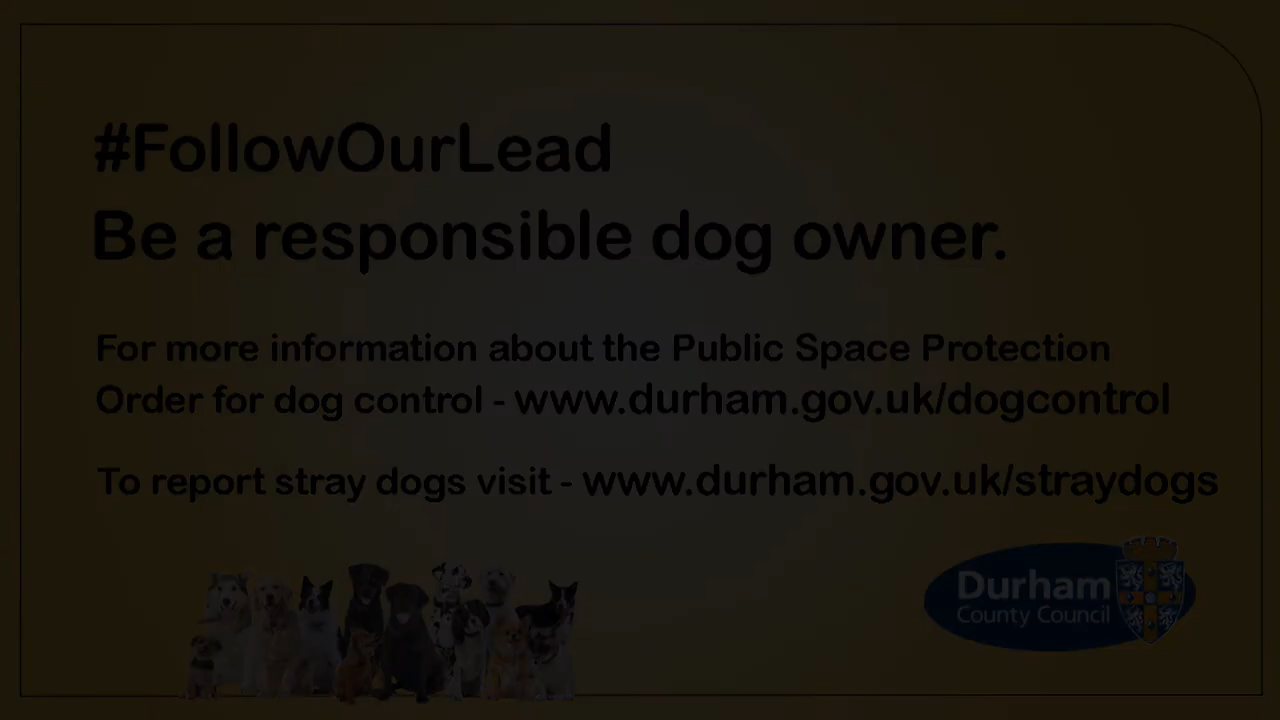 #FollowOurLead
Be a responsible dog owner.
For more information about the Public Space Protection
Order for dog control - www.durham.gov.uk/dogcontrol
To report stray dogs visit - www.durham.gov.uk/straydogs
Durham
County Council